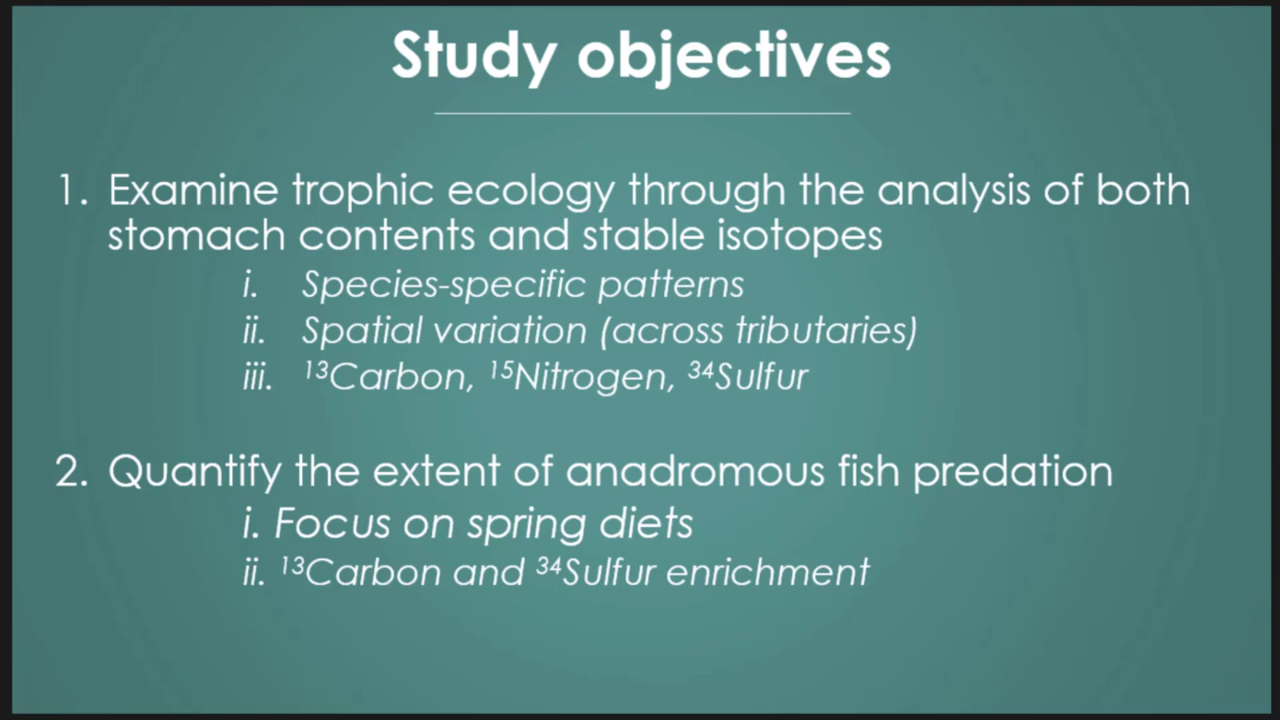 Study objectives
1. Examine trophic ecology through the analysis of both
stomach contents and stable isotopes
i. Species-specific patterns
ii. Spatial variation (across tributaries)
iii. ¹³Carbon, ¹⁵Nitrogen, ³⁴Sulfur
2. Quantify the extent of anadromous fish predation
i. Focus on spring diets
ii. ¹³Carbon and ³⁴Sulfur enrichment